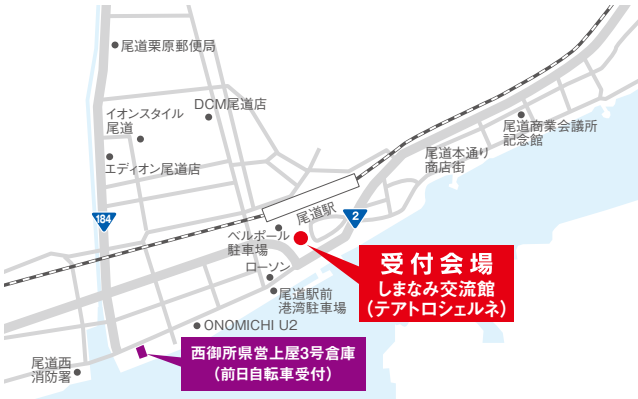 尾道栗原郵便局
DCM尾道店
イオンスタイル
尾道
エディオン尾道店
尾道商業会議所
記念館
尾道本通り
商店街
尾道駅
184
2
ベルポール
駐車場
ローソン
受付会場
しまなみ交流館
(テアトロシェルネ)
尾道駅前
港湾駐車場
ONOMICHI U2
西御所県営上屋3号倉庫
(前日自転車受付)
尾道西
消防署